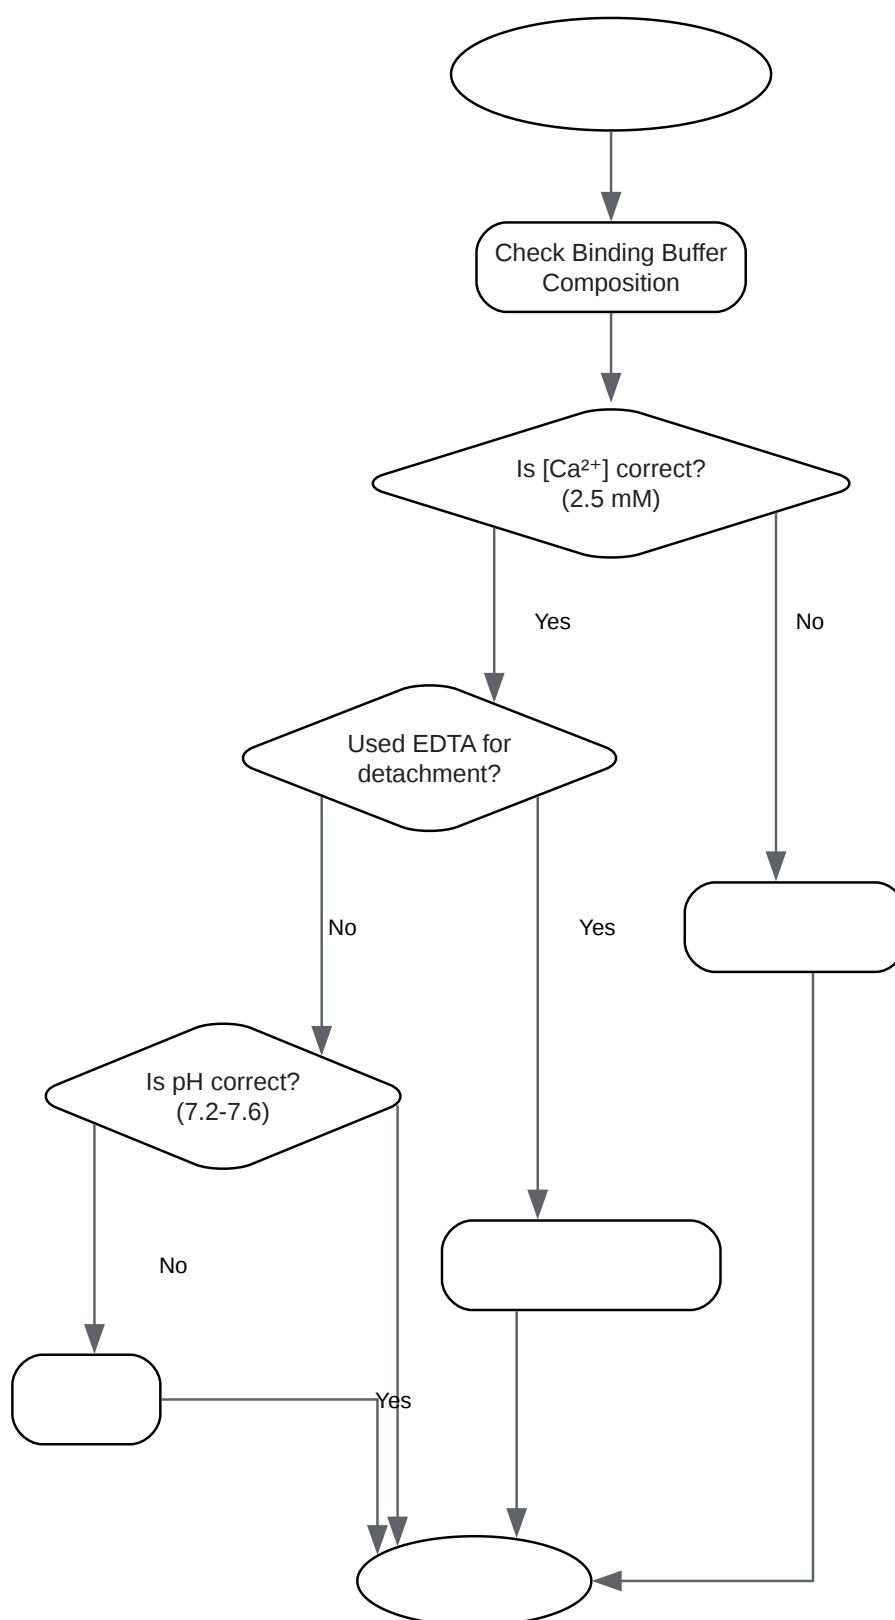 Check Binding Buffer
Composition
Is [Ca²⁺] correct?
(2.5 mM)
Yes
No
Used EDTA for
detachment?
No
Yes
Is pH correct?
(7.2-7.6)
No
Yes